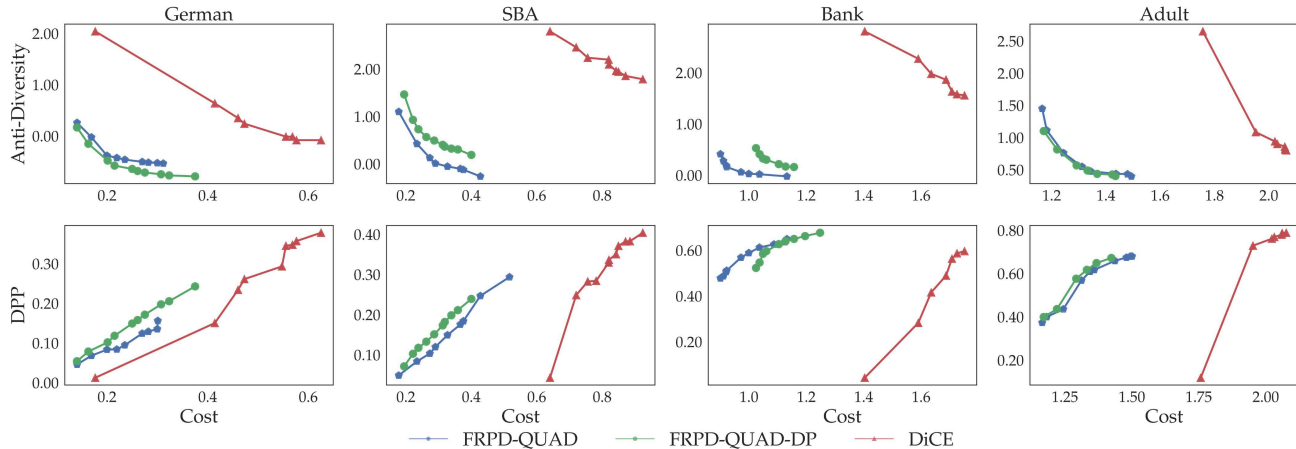 German SBA Bank Adult
Anti-Diversity
2.00
1.00
0.00
0.2 0.4 0.6
2.00
1.00
0.00
0.2 0.4 0.6 0.8
2.00
1.00
0.00
1.0 1.2 1.4 1.6
2.50
1.50
1.00
0.50
1.2 1.4 1.6 1.8 2.0
DPP
0.30
0.20
0.10
0.00
0.2 0.4 0.6
0.40
0.30
0.20
0.10
0.2 0.4 0.6 0.8
0.60
0.40
0.20
1.0 1.2 1.4 1.6
0.80
0.60
0.40
0.20
1.25 1.50 1.75 2.00
Cost Cost Cost Cost
FRPD-QUAD FRPD-QUAD-DP DiCE